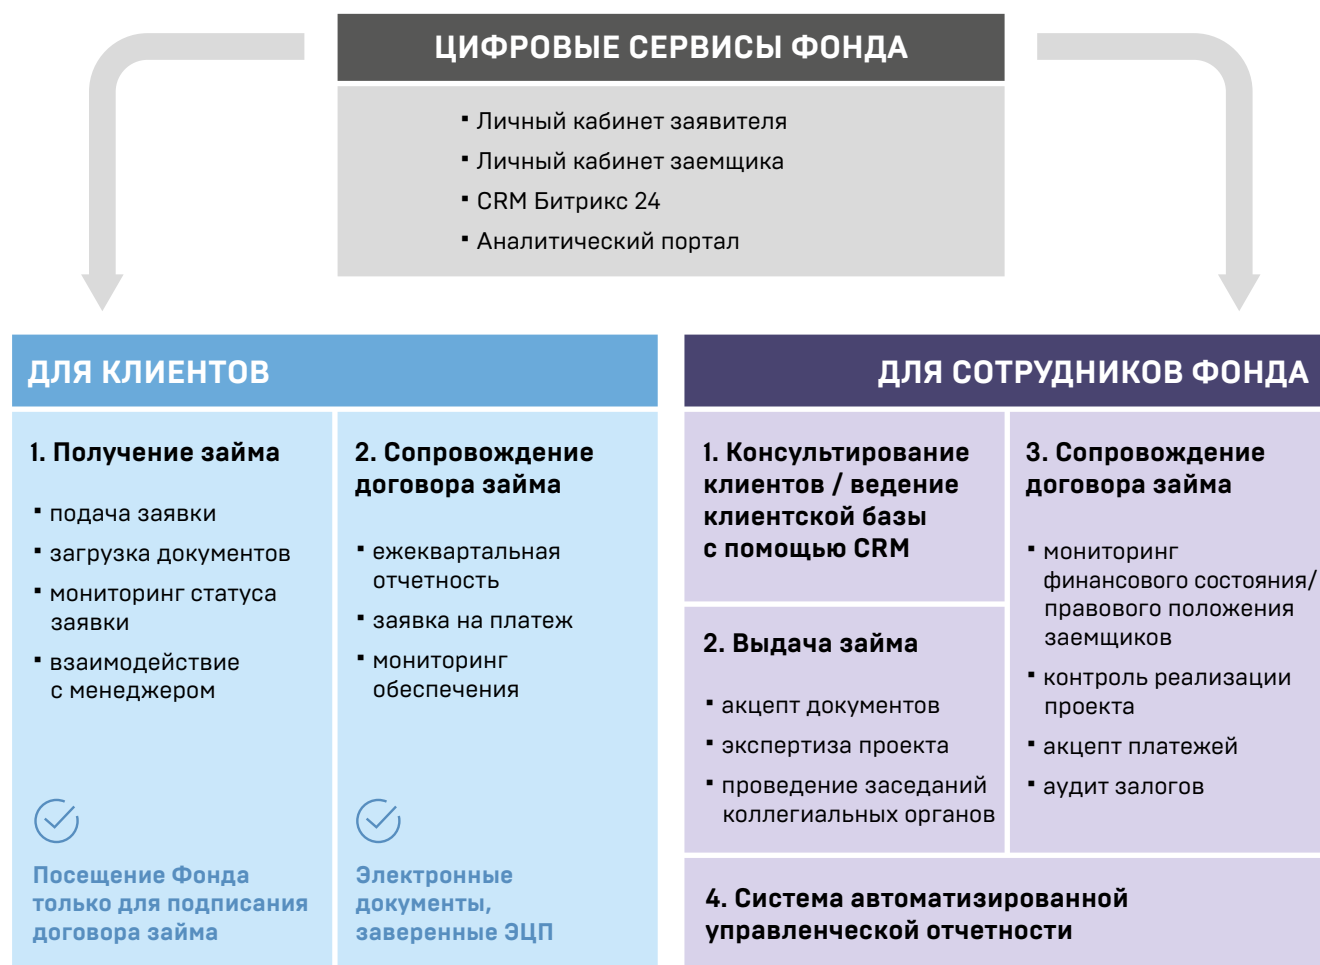 ЦИФРОВЫЕ СЕРВИСЫ ФОНДА
▪ Личный кабинет заявителя
▪ Личный кабинет заемщика
▪ CRM Битрикс 24
▪ Аналитический портал
ДЛЯ КЛИЕНТОВ
1. Получение займа
▪ подача заявки
▪ загрузка документов
▪ мониторинг статуса
заявки
▪ взаимодействие
с менеджером
Посещение Фонда
только для подписания
договора займа
2. Сопровождение
договора займа
▪ ежеквартальная
отчетность
▪ заявка на платеж
▪ мониторинг
обеспечения
Электронные
документы,
заверенные ЭЦП
ДЛЯ СОТРУДНИКОВ ФОНДА
1. Консультирование
клиентов / ведение
клиентской базы
с помощью CRM
2. Выдача займа
▪ акцепт документов
▪ экспертиза проекта
▪ проведение заседаний
коллегиальных органов
3. Сопровождение
договора займа
▪ мониторинг
финансового состояния/
правового положения
заемщиков
▪ контроль реализации
проекта
▪ акцепт платежей
▪ аудит залогов
4. Система автоматизированной
управленческой отчетности